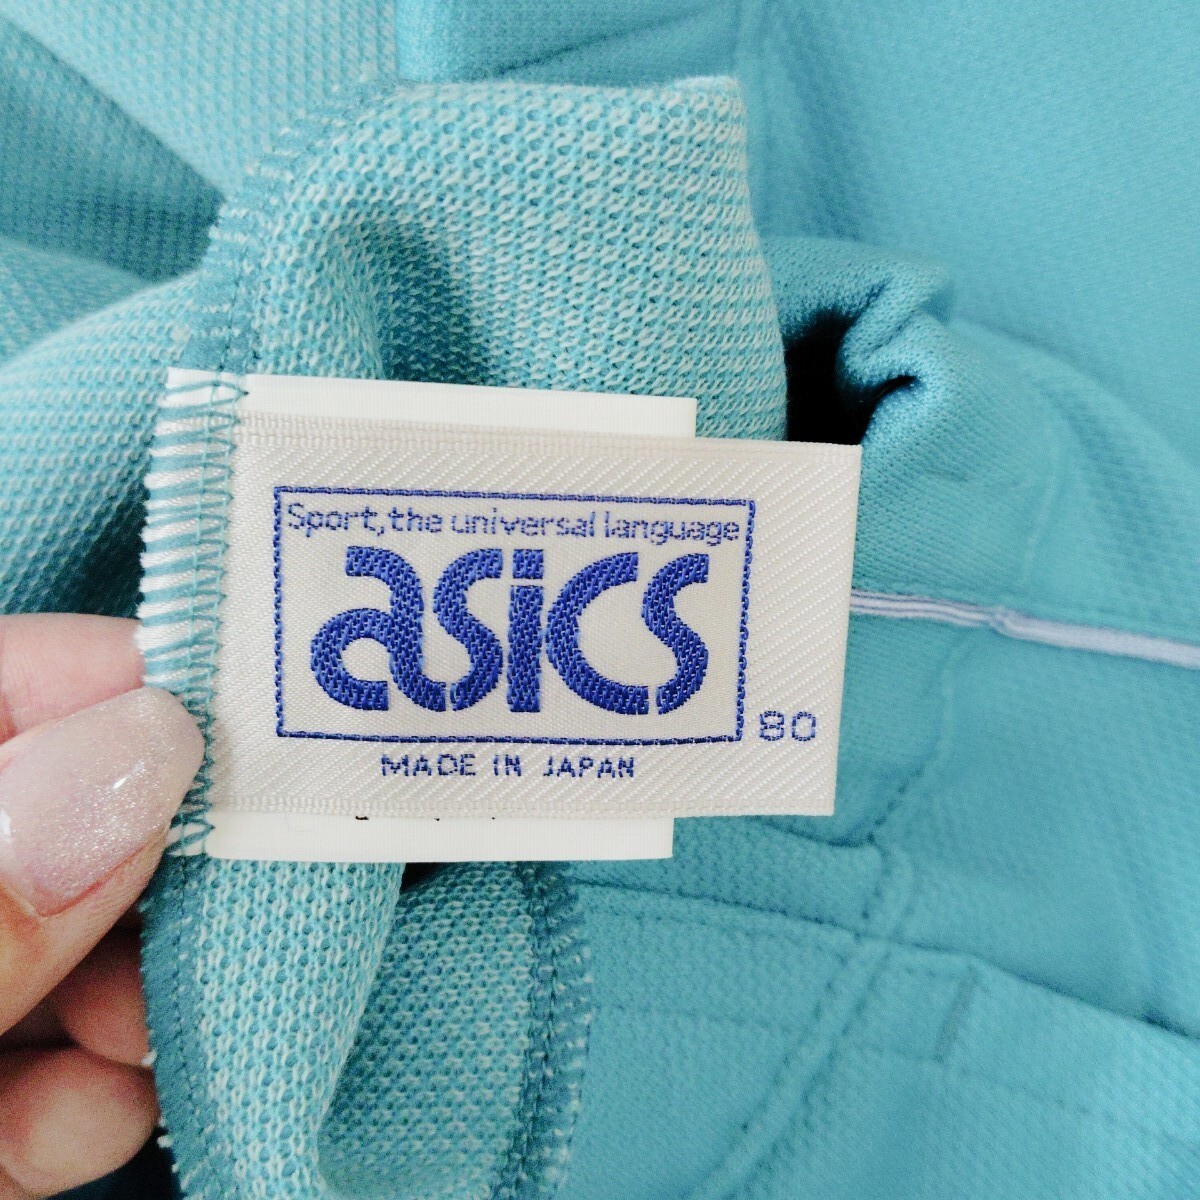 Sport, the universal language
asics
80
MADE IN JAPAN